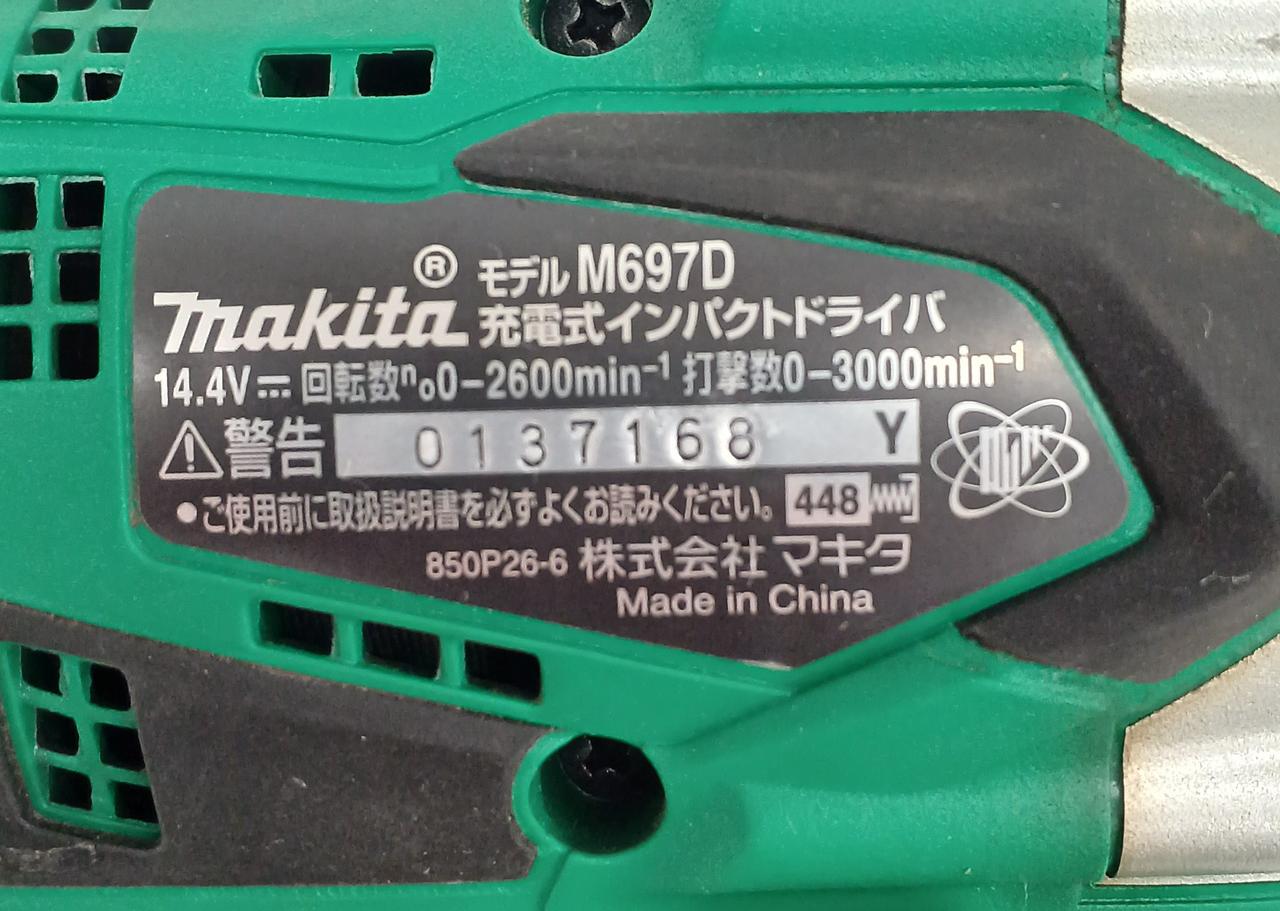 makita® モデル M697D
充電式インパクトドライバ
14.4V⎓ 回転数n₀0−2600min⁻¹ 打撃数0−3000min⁻¹
⚠警告 0137168 Y
●ご使用前に取扱説明書を必ずよくお読みください。 448
850P26-6 株式会社 マキタ
Made in China